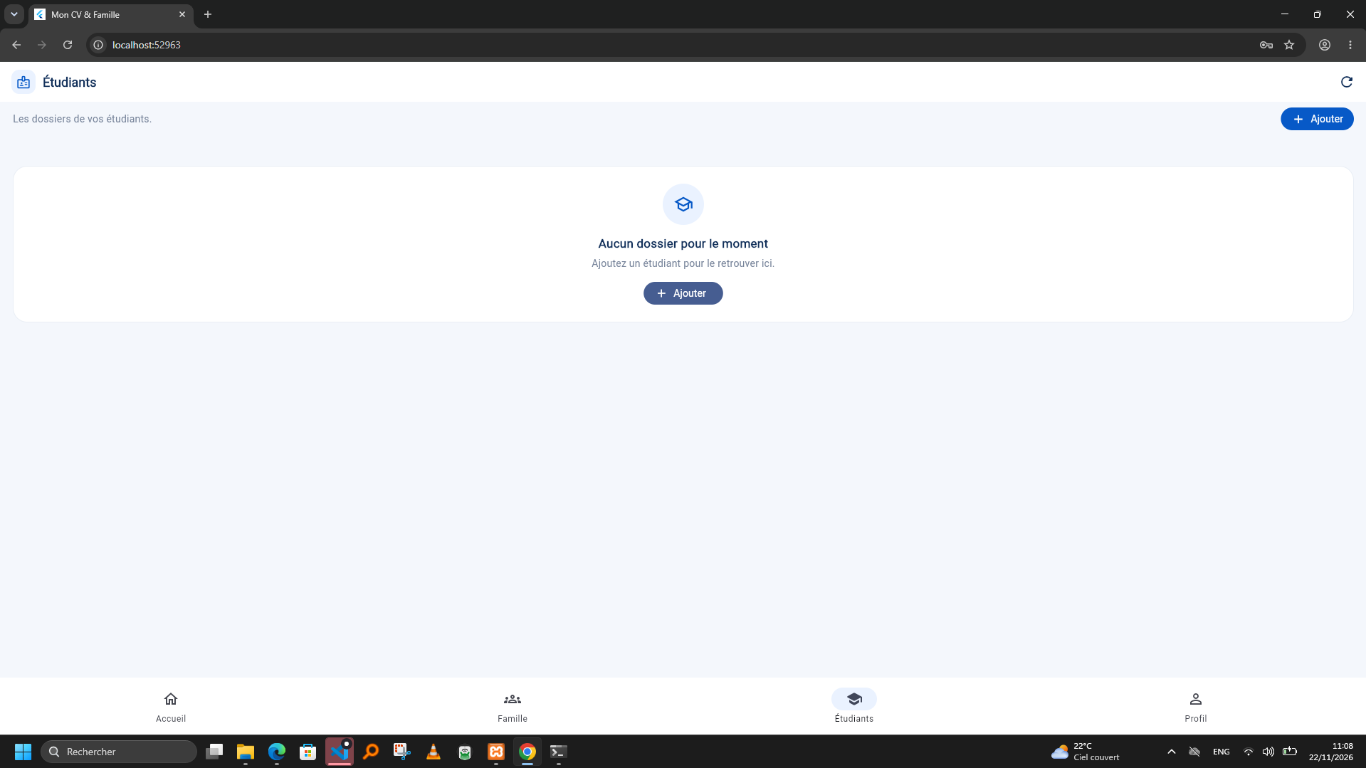 Mon CV & Famille
localhost:52963
Étudiants
Les dossiers de vos étudiants.
Ajouter
Aucun dossier pour le moment
Ajoutez un étudiant pour le retrouver ici.
Ajouter
Accueil
Famille
Étudiants
Profil
Rechercher
22°C
Ciel couvert
ENG
11:08
22/11/2026